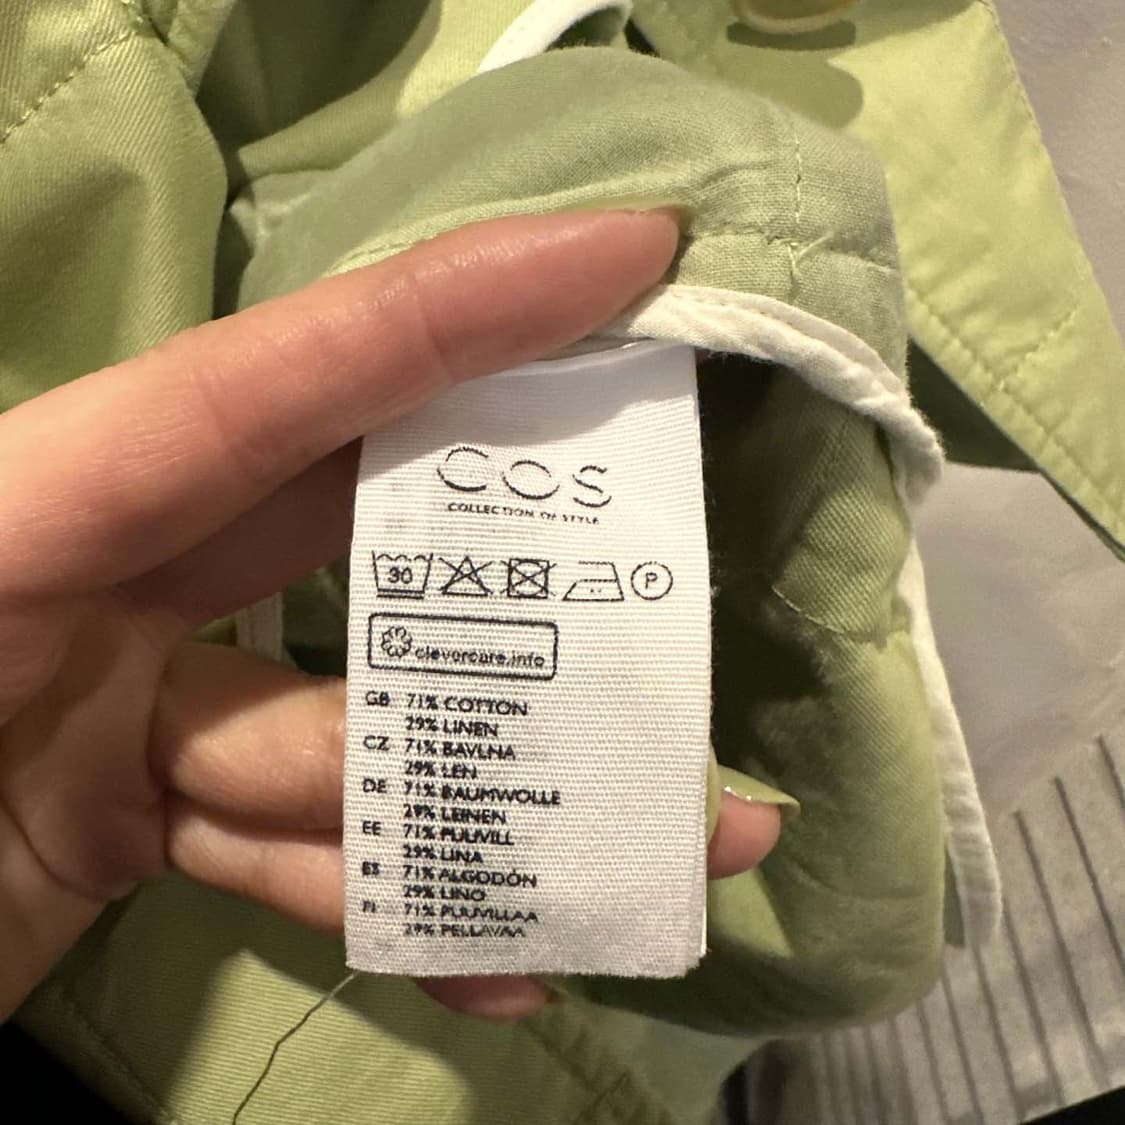 COS
COLLECTION OF STYLE
30 P
clevercare.info
GB 71% COTTON
29% LINEN
CZ 71% BAVLNA
29% LEN
DE 71% BAUMWOLLE
29% LEINEN
EE 71% PUUVILL
29% LINA
ES 71% ALGODÓN
29% LINO
FI 71% PUUVILLAA
29% PELLAVAA